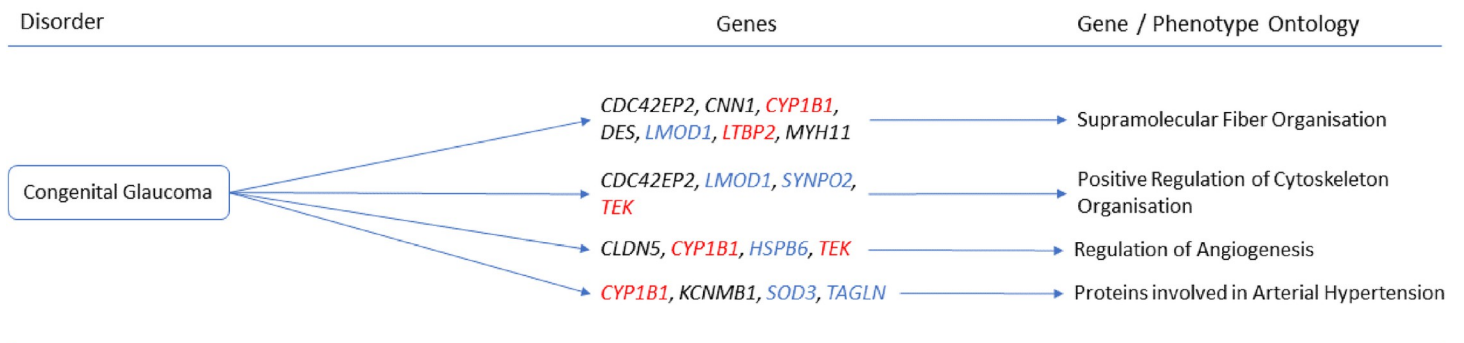 Disorder Genes Gene / Phenotype Ontology
CDC42EP2, CNN1, CYP1B1,
DES, LMOD1, LTBP2, MYH11
Supramolecular Fiber Organisation
Congenital Glaucoma
CDC42EP2, LMOD1, SYNPO2,
TEK
Positive Regulation of Cytoskeleton
Organisation
CLDN5, CYP1B1, HSPB6, TEK
Regulation of Angiogenesis
CYP1B1, KCNMB1, SOD3, TAGLN
Proteins involved in Arterial Hypertension